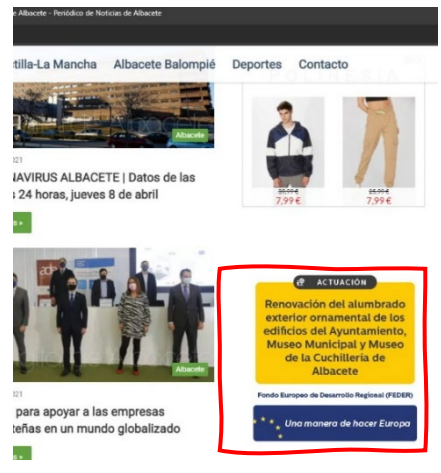 e Albacete - Periódico de Noticias de Albacete
tilla-La Mancha Albacete Balompié Deportes Contacto
Albacete
021
NAVIRUS ALBACETE | Datos de las
s 24 horas, jueves 8 de abril
s »
7,99 €
25,99 €
7,99 €
Albacete
021
para apoyar a las empresas
teñas en un mundo globalizado
s »
ACTUACIÓN
Renovación del alumbrado
exterior ornamental de los
edificios del Ayuntamiento,
Museo Municipal y Museo
de la Cuchillería de
Albacete
Fondo Europeo de Desarrollo Regional (FEDER)
Una manera de hacer Europa